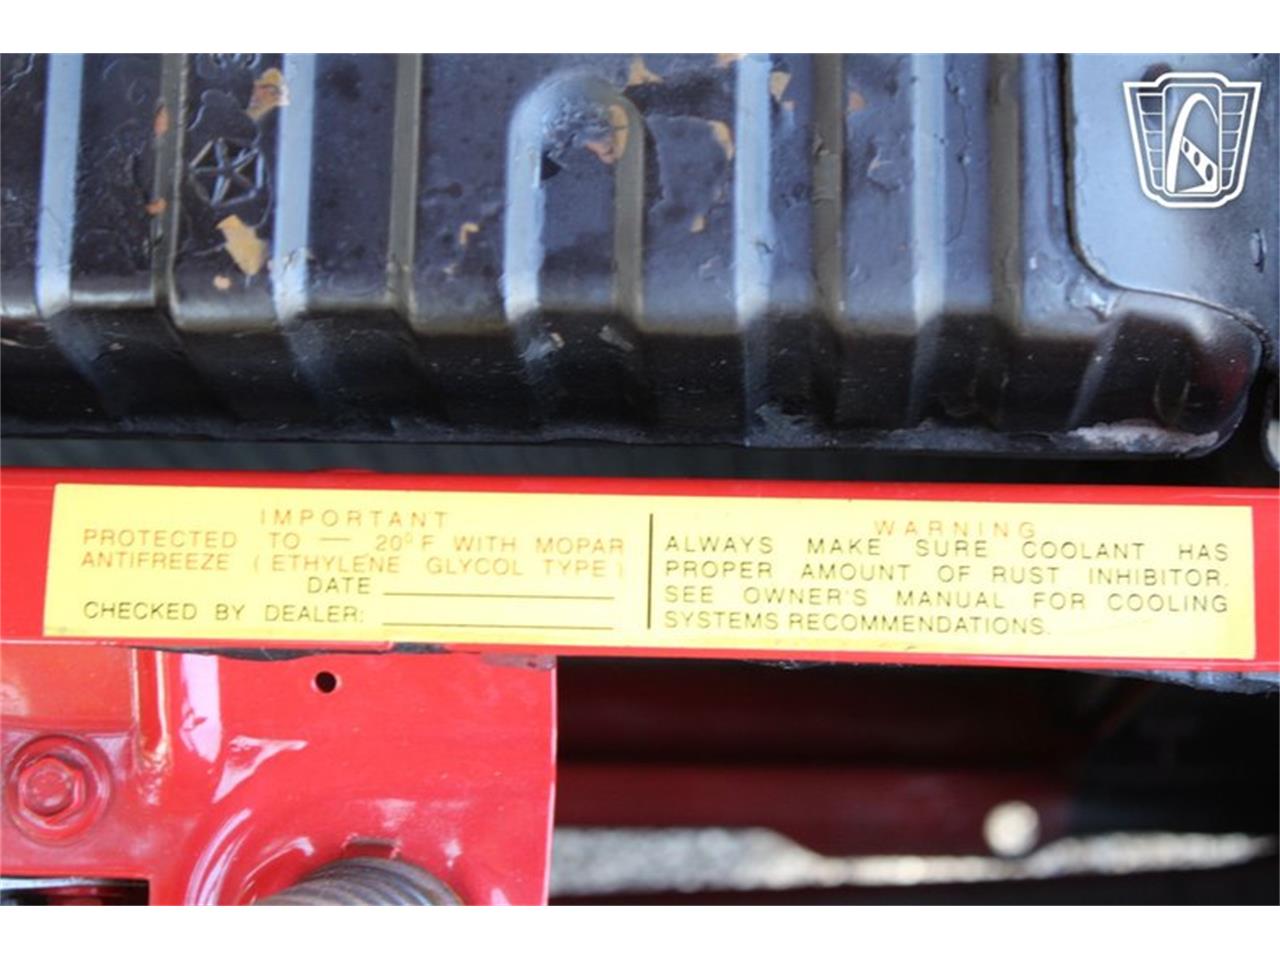 IMPORTANT
PROTECTED TO — 20°F WITH MOPAR
ANTIFREEZE (ETHYLENE GLYCOL TYPE)
DATE
CHECKED BY DEALER:
WARNING
ALWAYS MAKE SURE COOLANT HAS
PROPER AMOUNT OF RUST INHIBITOR.
SEE OWNER'S MANUAL FOR COOLING
SYSTEMS RECOMMENDATIONS.